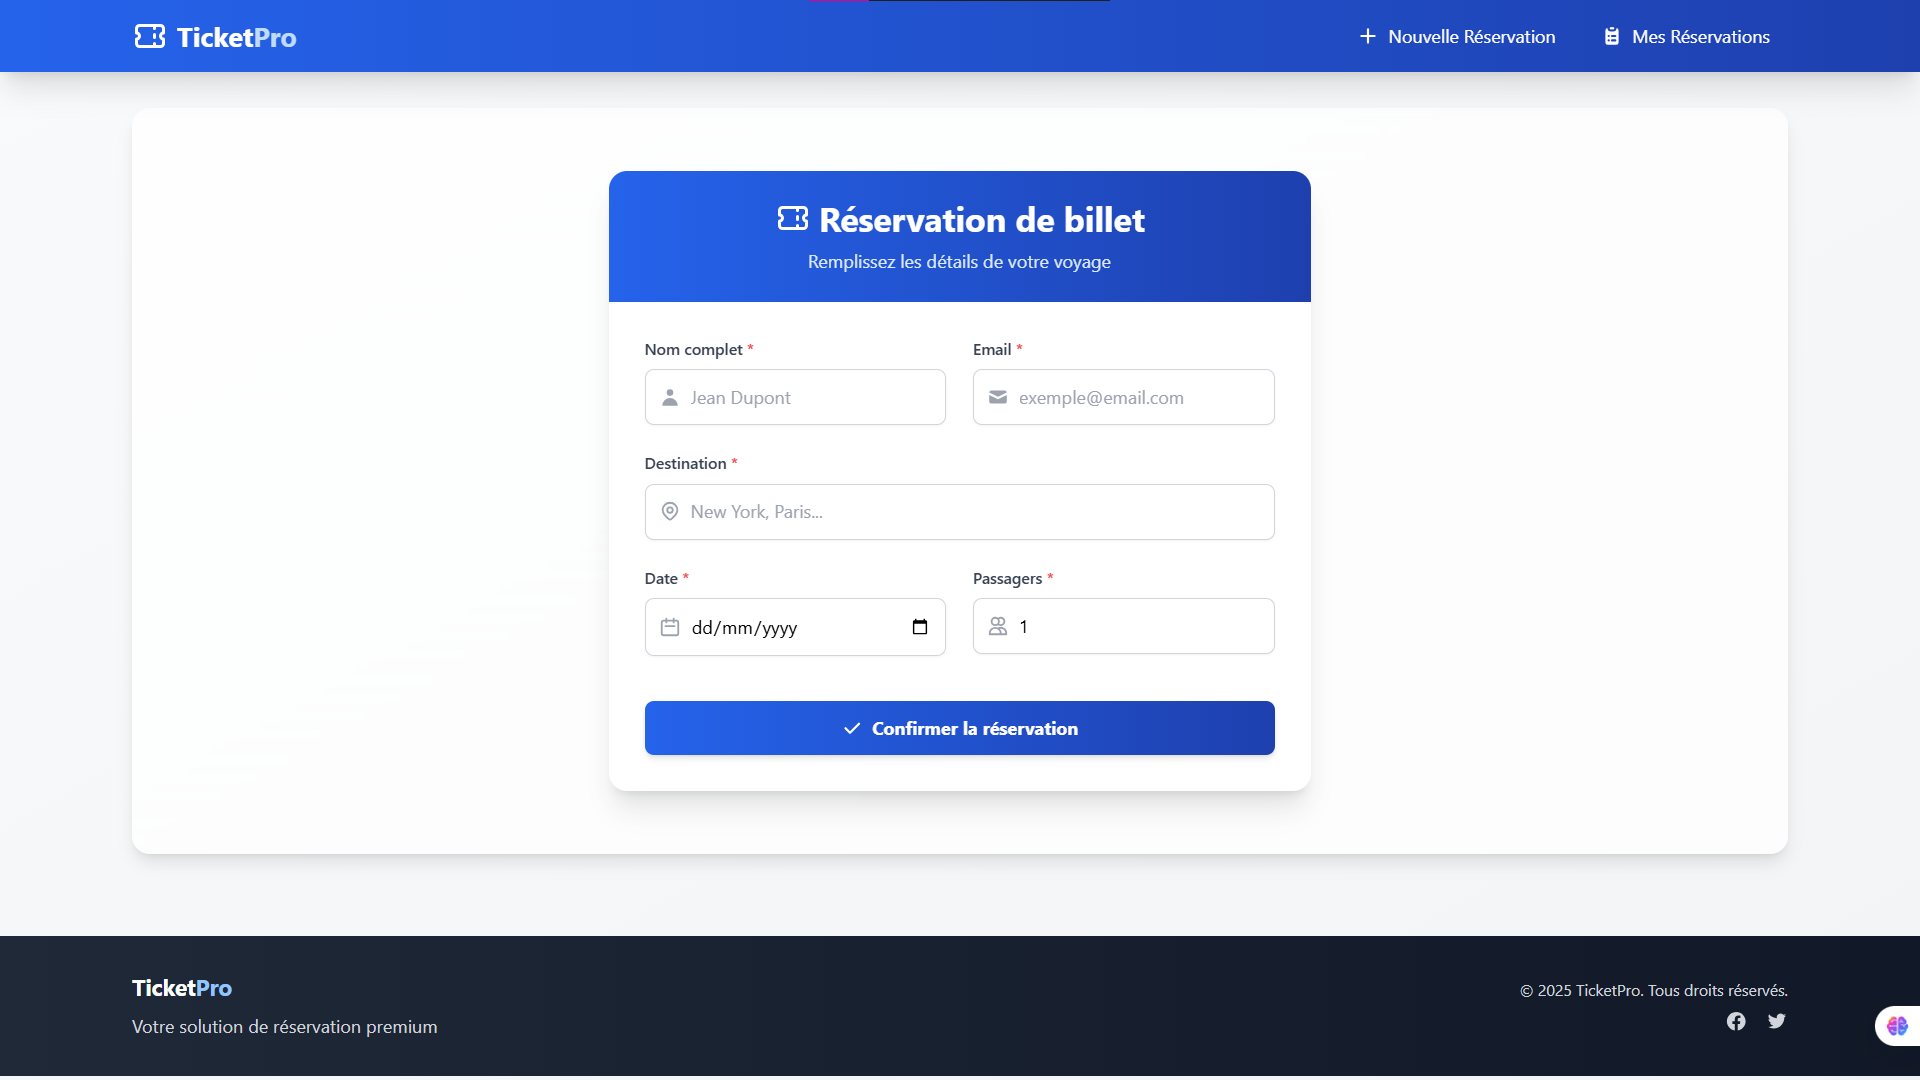 TicketPro
Nouvelle Réservation
Mes Réservations
Réservation de billet
Remplissez les détails de votre voyage
Nom complet *
Email *
Jean Dupont
exemple@email.com
Destination *
New York, Paris...
Date *
Passagers *
dd/mm/yyyy
1
Confirmer la réservation
TicketPro
Votre solution de réservation premium
© 2025 TicketPro. Tous droits réservés.